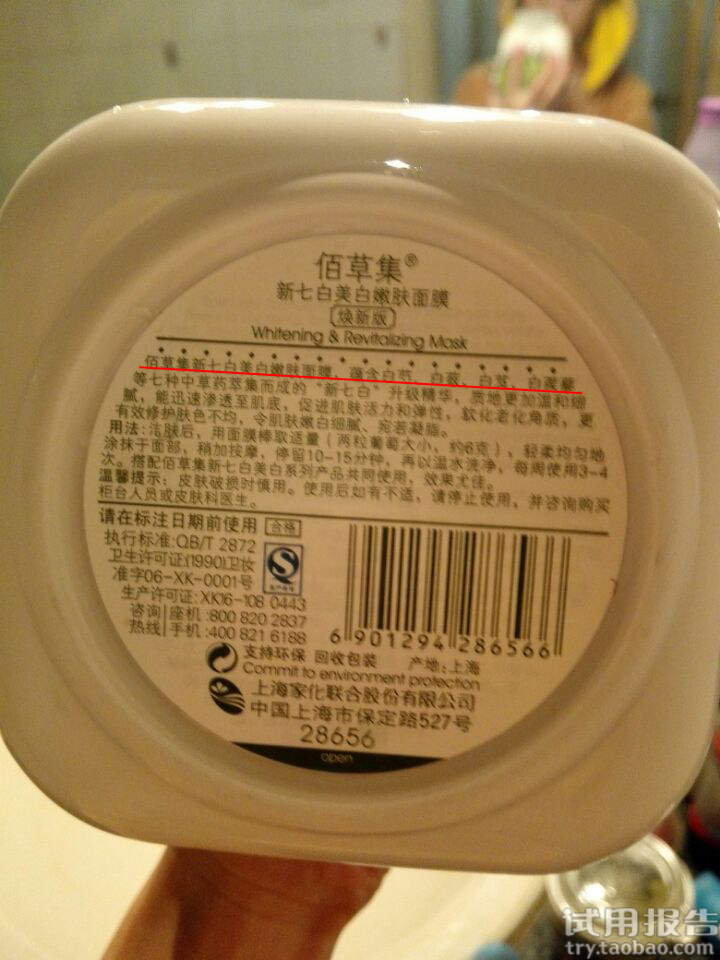 佰草集®
新七白美白嫩肤面膜
焕新版
Whitening & Revitalizing Mask
佰草集新七白美白嫩肤面膜，蕴含白芍、白蔹、白芨、白蒺藜
等七种中草药萃集而成的“新七白”升级精华，质地更加温和细
腻，能迅速渗透至肌底，促进肌肤活力和弹性，软化老化角质，更
有效修护肤色不均，令肌肤嫩白细腻、宛若凝脂。
用法：洁肤后，用面膜棒取适量（两粒葡萄大小，约6克），轻柔均匀地
涂抹于面部，稍加按摩，停留10-15分钟，再以温水洗净，每周使用3-4
次。搭配佰草集新七白美白系列产品共同使用，效果尤佳。
温馨提示：皮肤破损时慎用。使用后如有不适，请停止使用，并咨询购买
柜台人员或皮肤科医生。
请在标注日期前使用 合格
执行标准:QB/T 2872
卫生许可证(1990)卫妆
准字06-XK-0001号
生产许可证: XK16-108 0443
咨询|座机:800 820 2837
热线|手机:400 821 6188
6 901294 286566
支持环保 回收包装 产地:上海
Commit to environment protection
上海家化联合股份有限公司
中国上海市保定路527号
28656
open
试用报告
try.taobao.com